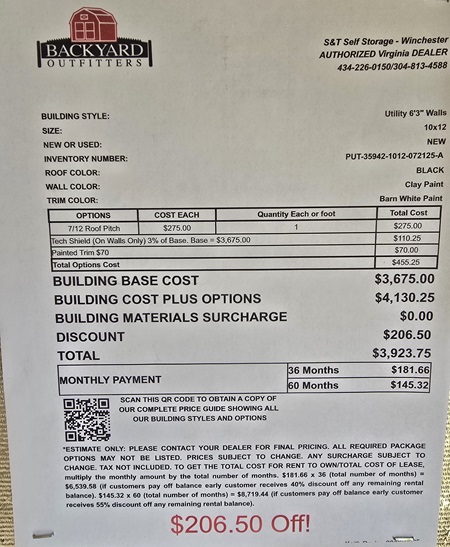 BACKYARD
OUTFITTERS
S&T Self Storage - Winchester
AUTHORIZED Virginia DEALER
434-226-0150/304-813-4588
BUILDING STYLE: Utility 6'3" Walls
SIZE: 10x12
NEW OR USED: NEW
INVENTORY NUMBER: PUT-35942-1012-072125-A
ROOF COLOR: BLACK
WALL COLOR: Clay Paint
TRIM COLOR: Barn White Paint
OPTIONS COST EACH Quantity Each or foot Total Cost
7/12 Roof Pitch $275.00 1 $275.00
Tech Shield (On Walls Only) 3% of Base. Base = $3,675.00 $110.25
Painted Trim $70 $70.00
Total Options Cost $455.25
BUILDING BASE COST $3,675.00
BUILDING COST PLUS OPTIONS $4,130.25
BUILDING MATERIALS SURCHARGE $0.00
DISCOUNT $206.50
TOTAL $3,923.75
MONTHLY PAYMENT 36 Months $181.66
60 Months $145.32
SCAN THIS QR CODE TO OBTAIN A COPY OF
OUR COMPLETE PRICE GUIDE SHOWING ALL
OUR BUILDING STYLES AND OPTIONS
*ESTIMATE ONLY: PLEASE CONTACT YOUR DEALER FOR FINAL PRICING. ALL REQUIRED PACKAGE
OPTIONS MAY NOT BE LISTED. PRICES SUBJECT TO CHANGE. ANY SURCHARGE SUBJECT TO
CHANGE. TAX NOT INCLUDED. TO GET THE TOTAL COST FOR RENT TO OWN/TOTAL COST OF LEASE,
multiply the monthly amount by the total number of months. $181.66 x 36 (total number of months) =
$6,539.58 (if customers pay off balance early customer receives 40% discount off any remaining rental
balance). $145.32 x 60 (total number of months) = $8,719.44 (if customers pay off balance early customer
receives 55% discount off any remaining rental balance).
$206.50 Off!